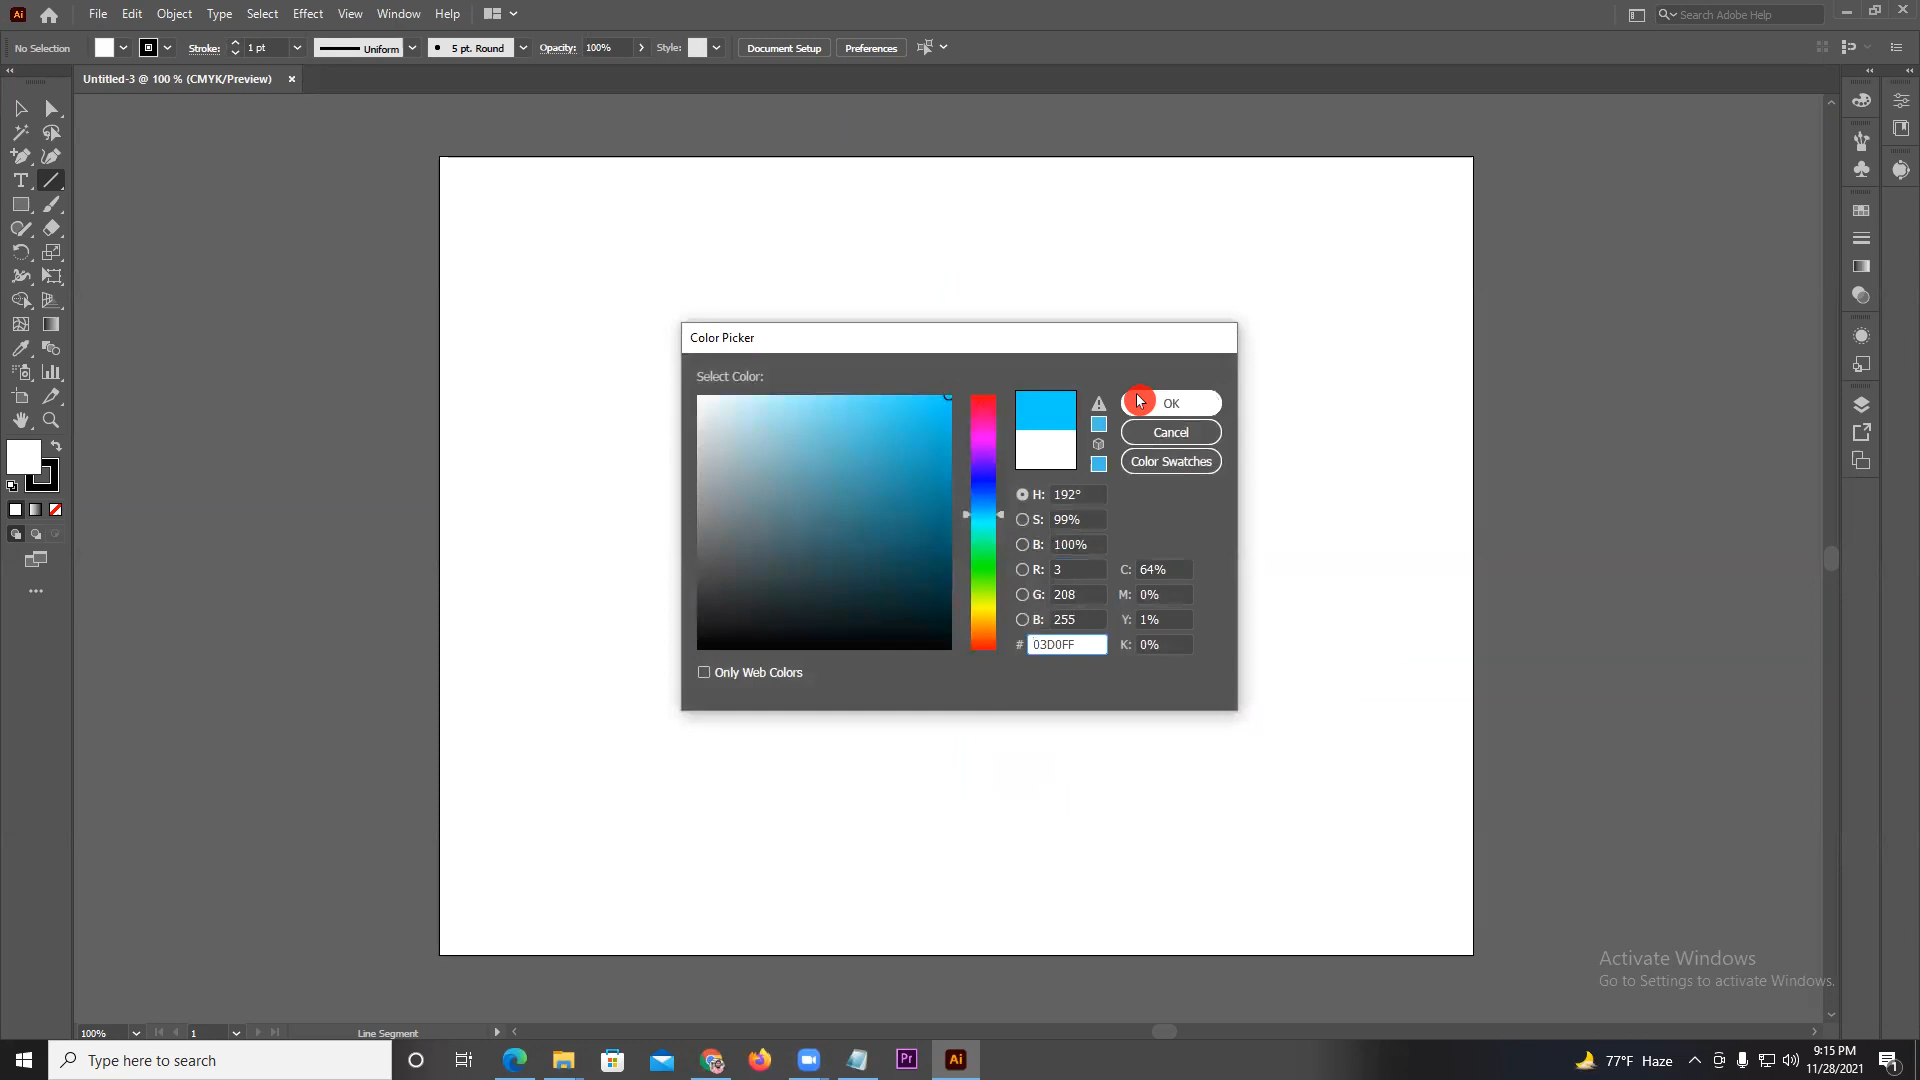 Ai File Edit Object Type Select Effect View Window Help Search Adobe Help
No Selection Stroke: 1 pt Uniform 5 pt. Round Opacity: 100% Style: Document Setup Preferences
Untitled-3 @ 100 % (CMYK/Preview)
T
Color Picker
Select Color:
OK
Cancel
Color Swatches
H: 192°
S: 99%
B: 100%
R: 3 C: 64%
G: 208 M: 0%
B: 255 Y: 1%
# 03D0FF K: 0%
Only Web Colors
Activate Windows
Go to Settings to activate Windows.
100% 1 Line Segment
Type here to search Pr Ai 77°F Haze 9:15 PM
11/28/2021 1